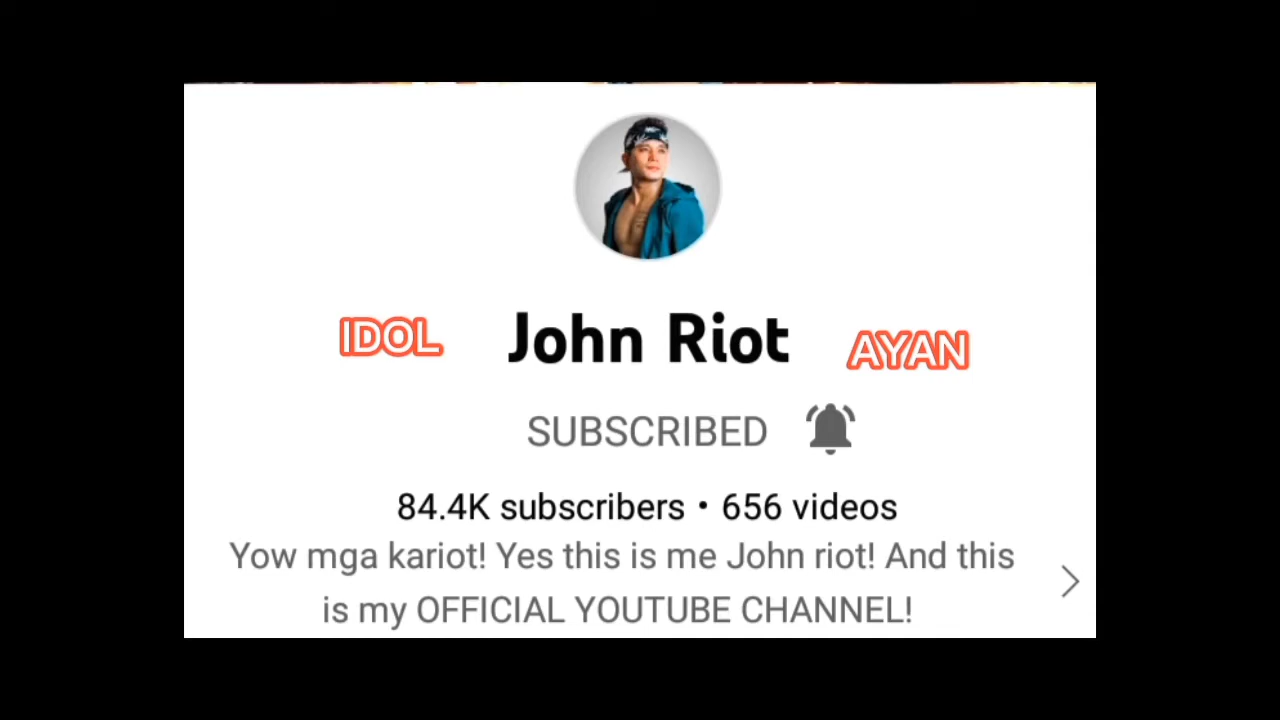 IDOL John Riot AYAN
SUBSCRIBED
84.4K subscribers • 656 videos
Yow mga kariot! Yes this is me John riot! And this
is my OFFICIAL YOUTUBE CHANNEL!